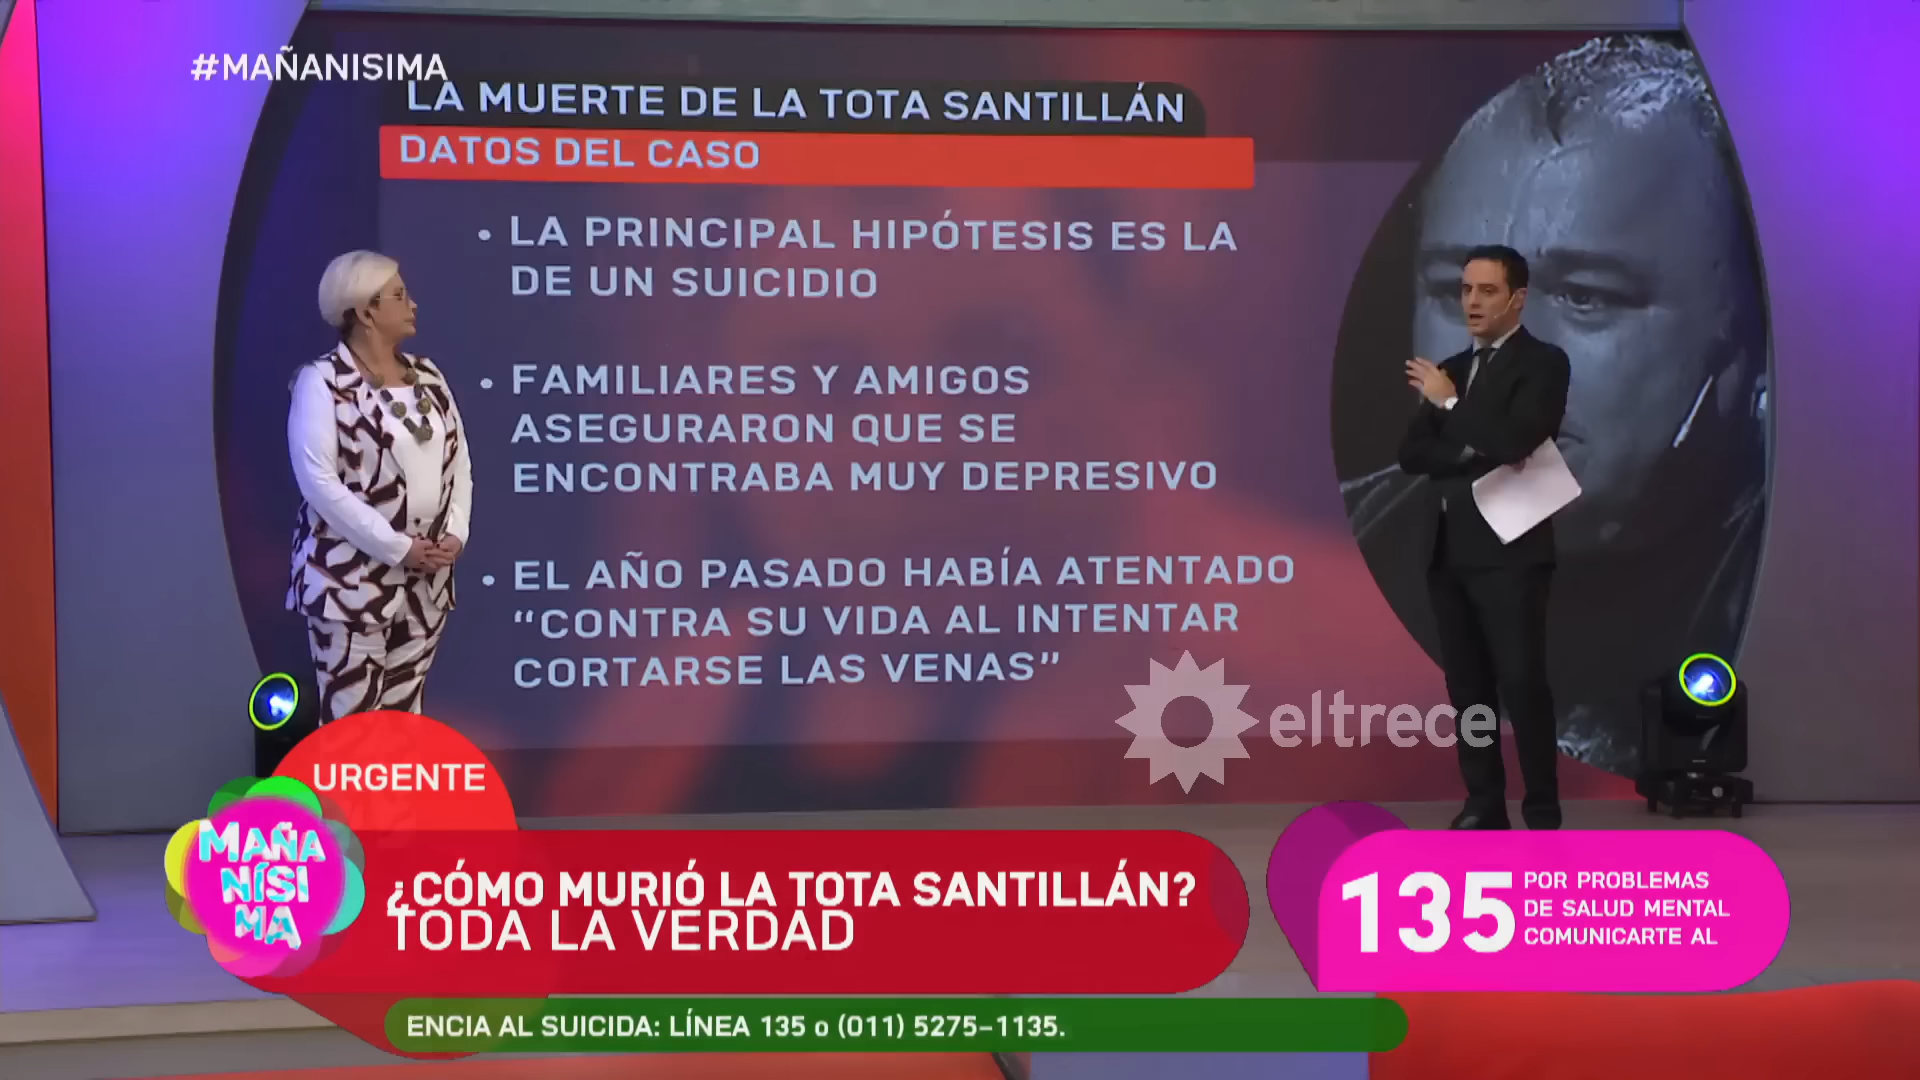 #MAÑANISIMA
LA MUERTE DE LA TOTA SANTILLÁN
DATOS DEL CASO
• LA PRINCIPAL HIPÓTESIS ES LA
DE UN SUICIDIO
• FAMILIARES Y AMIGOS
ASEGURARON QUE SE
ENCONTRABA MUY DEPRESIVO
• EL AÑO PASADO HABÍA ATENTADO
“CONTRA SU VIDA AL INTENTAR
CORTARSE LAS VENAS”
eltrece
URGENTE
MAÑA
NÍSI
MA
¿CÓMO MURIÓ LA TOTA SANTILLÁN?
TODA LA VERDAD
135
POR PROBLEMAS
DE SALUD MENTAL
COMUNICARTE AL
ENCIA AL SUICIDA: LÍNEA 135 o (011) 5275-1135.